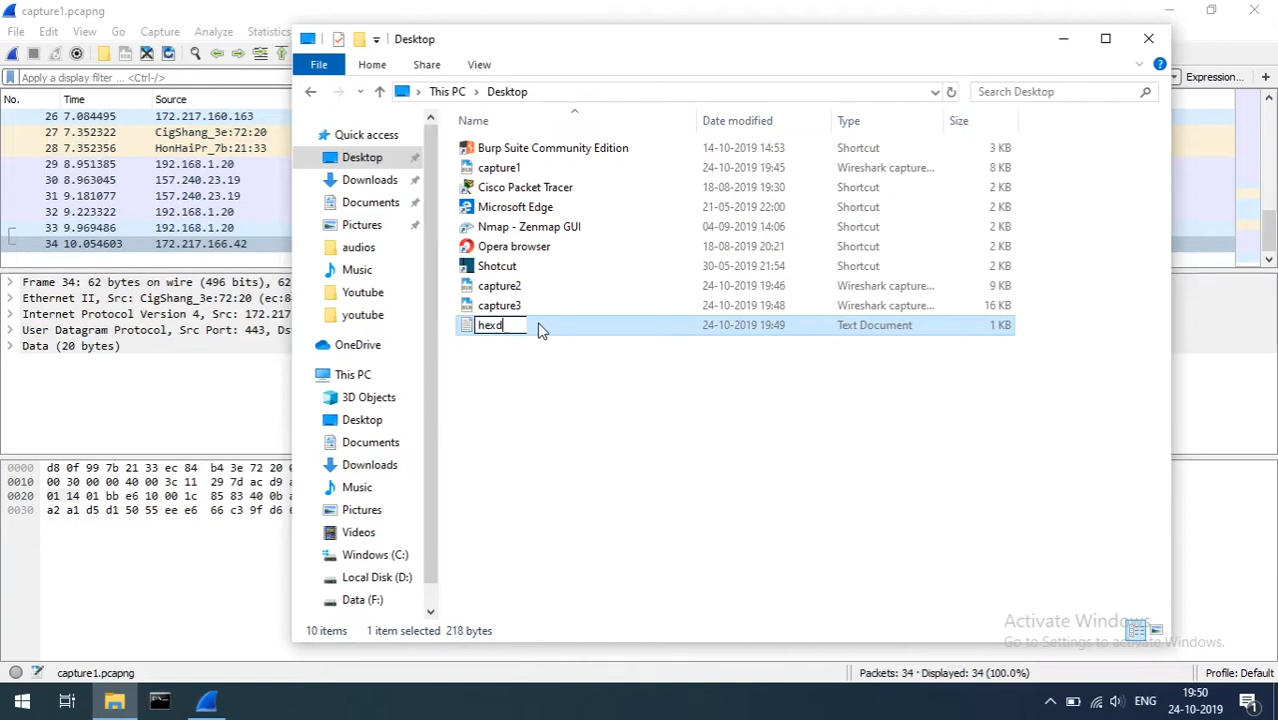 capture1.pcapng
File Edit View Go Capture Analyze Statistics
Apply a display filter ... <Ctrl-/>
Expression...
No. Time Source
26 7.084495 172.217.160.163
27 7.352322 CigShang_3e:72:20
28 7.352356 HonHaiPr_7b:21:33
29 8.951385 192.168.1.20
30 8.963045 157.240.23.19
31 9.181077 157.240.23.19
32 9.223322 192.168.1.20
33 9.969486 192.168.1.20
34 10.054603 172.217.166.42
Frame 34: 62 bytes on wire (496 bits), 62
Ethernet II, Src: CigShang_3e:72:20 (ec:8
Internet Protocol Version 4, Src: 172.217
User Datagram Protocol, Src Port: 443, Ds
Data (20 bytes)
0000 d8 0f 99 7b 21 33 ec 84 b4 3e 72 20
0010 00 30 00 00 40 00 3c 11 29 7d ac d9
0020 01 14 01 bb e6 10 00 1c 85 83 40 0b
0030 a2 a1 d5 d1 50 55 ee e6 66 c3 9f d6
Desktop
File Home Share View
This PC Desktop
Search Desktop
Quick access
Desktop
Downloads
Documents
Pictures
audios
Music
Youtube
youtube
OneDrive
This PC
3D Objects
Desktop
Documents
Downloads
Music
Pictures
Videos
Windows (C:)
Local Disk (D:)
Data (F:)
Name Date modified Type Size
Burp Suite Community Edition 14-10-2019 14:53 Shortcut 3 KB
capture1 24-10-2019 19:45 Wireshark capture... 8 KB
Cisco Packet Tracer 18-08-2019 19:30 Shortcut 2 KB
Microsoft Edge 21-05-2019 22:00 Shortcut 2 KB
Nmap - Zenmap GUI 04-09-2019 14:06 Shortcut 2 KB
Opera browser 18-08-2019 20:21 Shortcut 2 KB
Shotcut 30-05-2019 21:54 Shortcut 2 KB
capture2 24-10-2019 19:46 Wireshark capture... 9 KB
capture3 24-10-2019 19:48 Wireshark capture... 16 KB
hexd 24-10-2019 19:49 Text Document 1 KB
10 items 1 item selected 218 bytes
Activate Windows
Go to Settings to activate Windows.
capture1.pcapng
Packets: 34 · Displayed: 34 (100.0%)
Profile: Default
ENG
19:50
24-10-2019
1